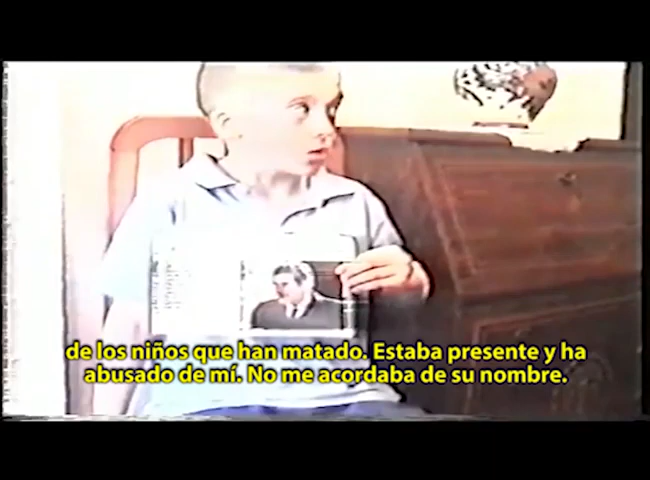 de los niños que han matado. Estaba presente y ha
abusado de mí. No me acordaba de su nombre.